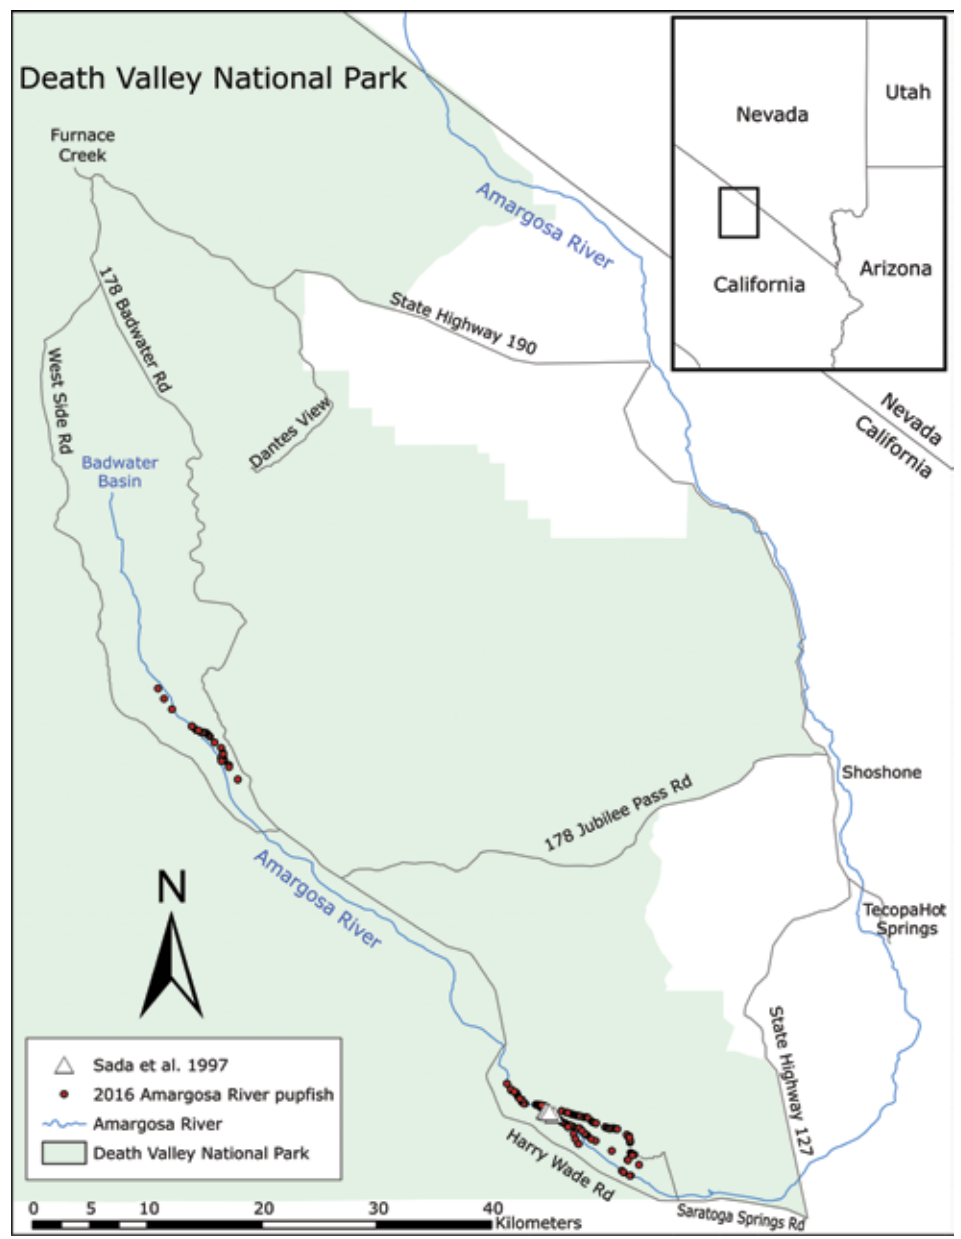 Death Valley National Park
Furnace
Creek
Amargosa River
Nevada
Utah
California
Arizona
178 Badwater Rd
State Highway 190
West Side Rd
Dantes View
Nevada
California
Badwater
Basin
Shoshone
178 Jubilee Pass Rd
Amargosa River
TecopaHot
Springs
N
State Highway 127
Sada et al. 1997
2016 Amargosa River pupfish
Amargosa River
Death Valley National Park
Harry Wade Rd
Saratoga Springs Rd
0 5 10 20 30 40
Kilometers